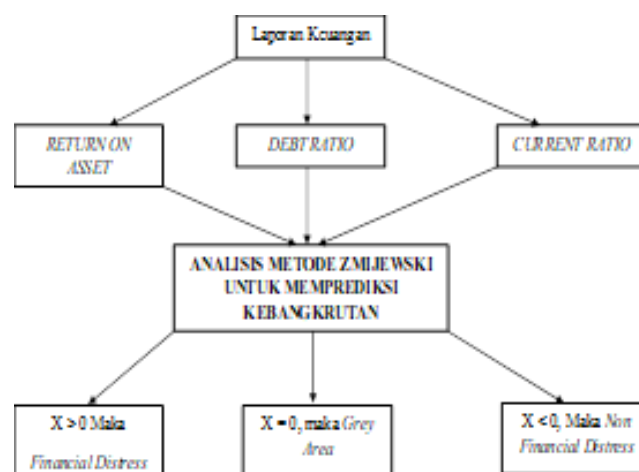 Laporan Keuangan
RETURN ON
ASSET
DEBT RATIO
CURRENT RATIO
ANALISIS METODE ZMIJEWSKI
UNTUK MEMPREDIKSI
KEBANGKRUTAN
X > 0 Maka
Financial Distress
X = 0, maka Grey
Area
X < 0, Maka Non
Financial Distress